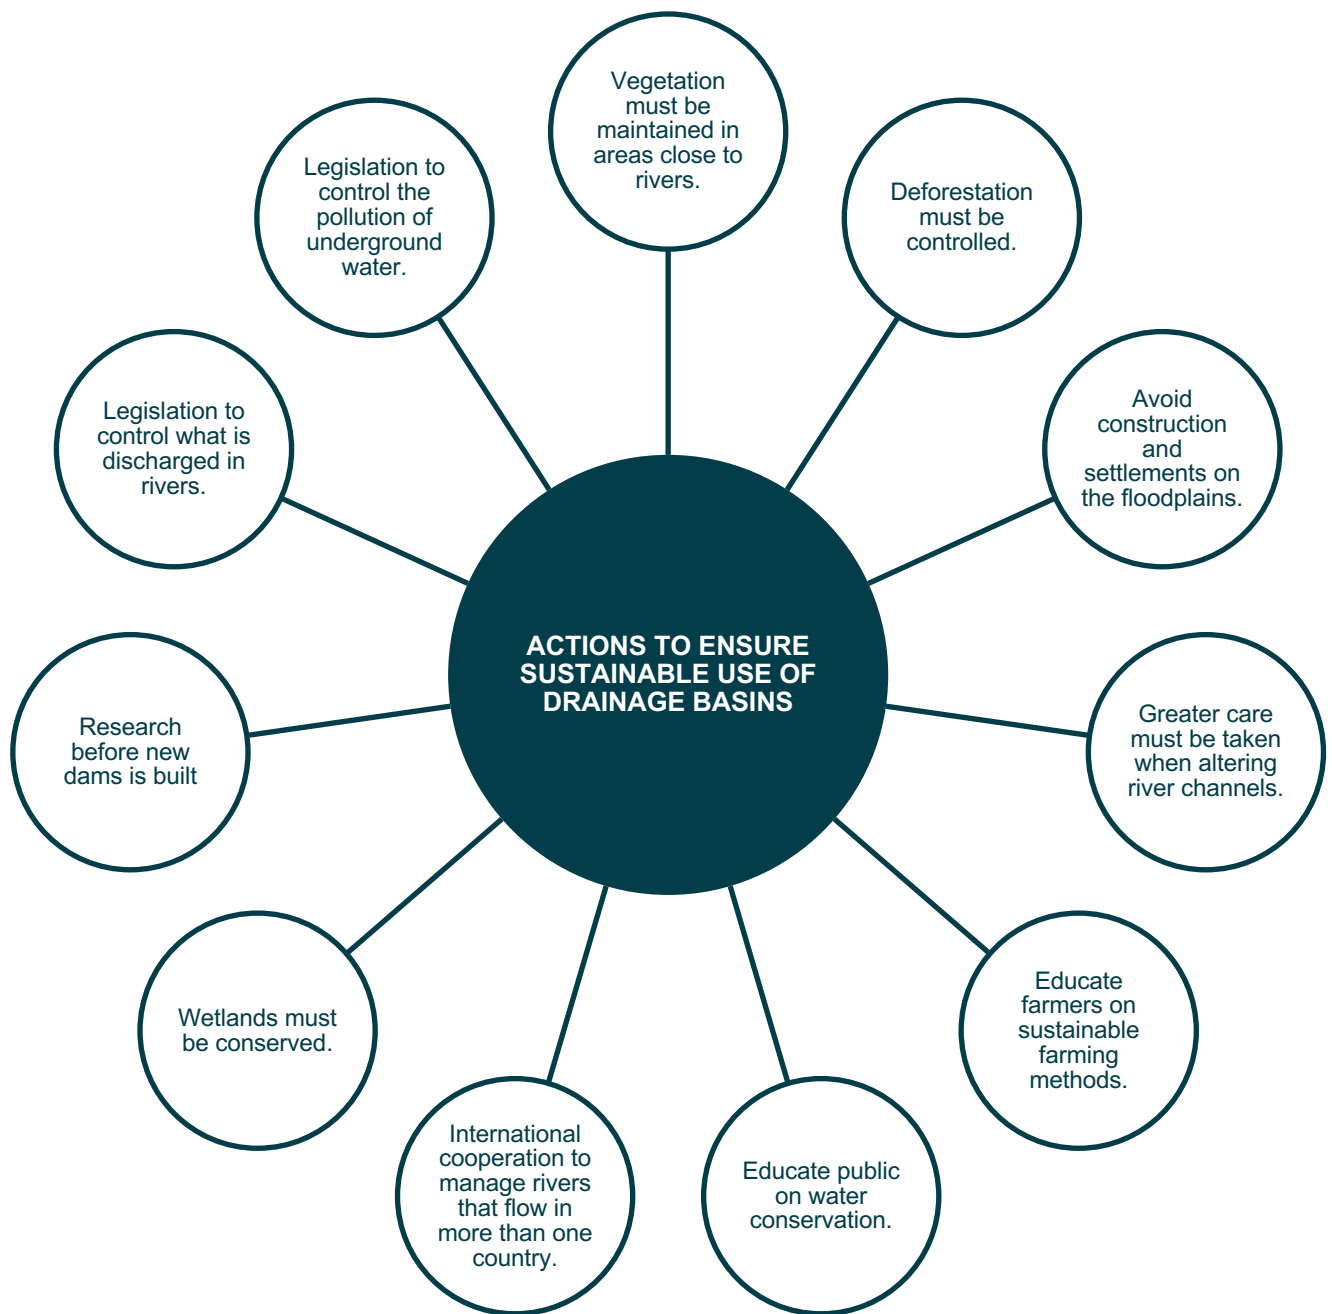 Vegetation
must be
maintained in
areas close to
rivers.
Deforestation
must be
controlled.
Avoid
construction
and
settlements on
the floodplains.
Greater care
must be taken
when altering
river channels.
Educate
farmers on
sustainable
farming
methods.
Educate public
on water
conservation.
International
cooperation to
manage rivers
that flow in
more than one
country.
Wetlands must
be conserved.
Research
before new
dams is built
Legislation to
control what is
discharged in
rivers.
Legislation to
control the
pollution of
underground
water.
ACTIONS TO ENSURE
SUSTAINABLE USE OF
DRAINAGE BASINS